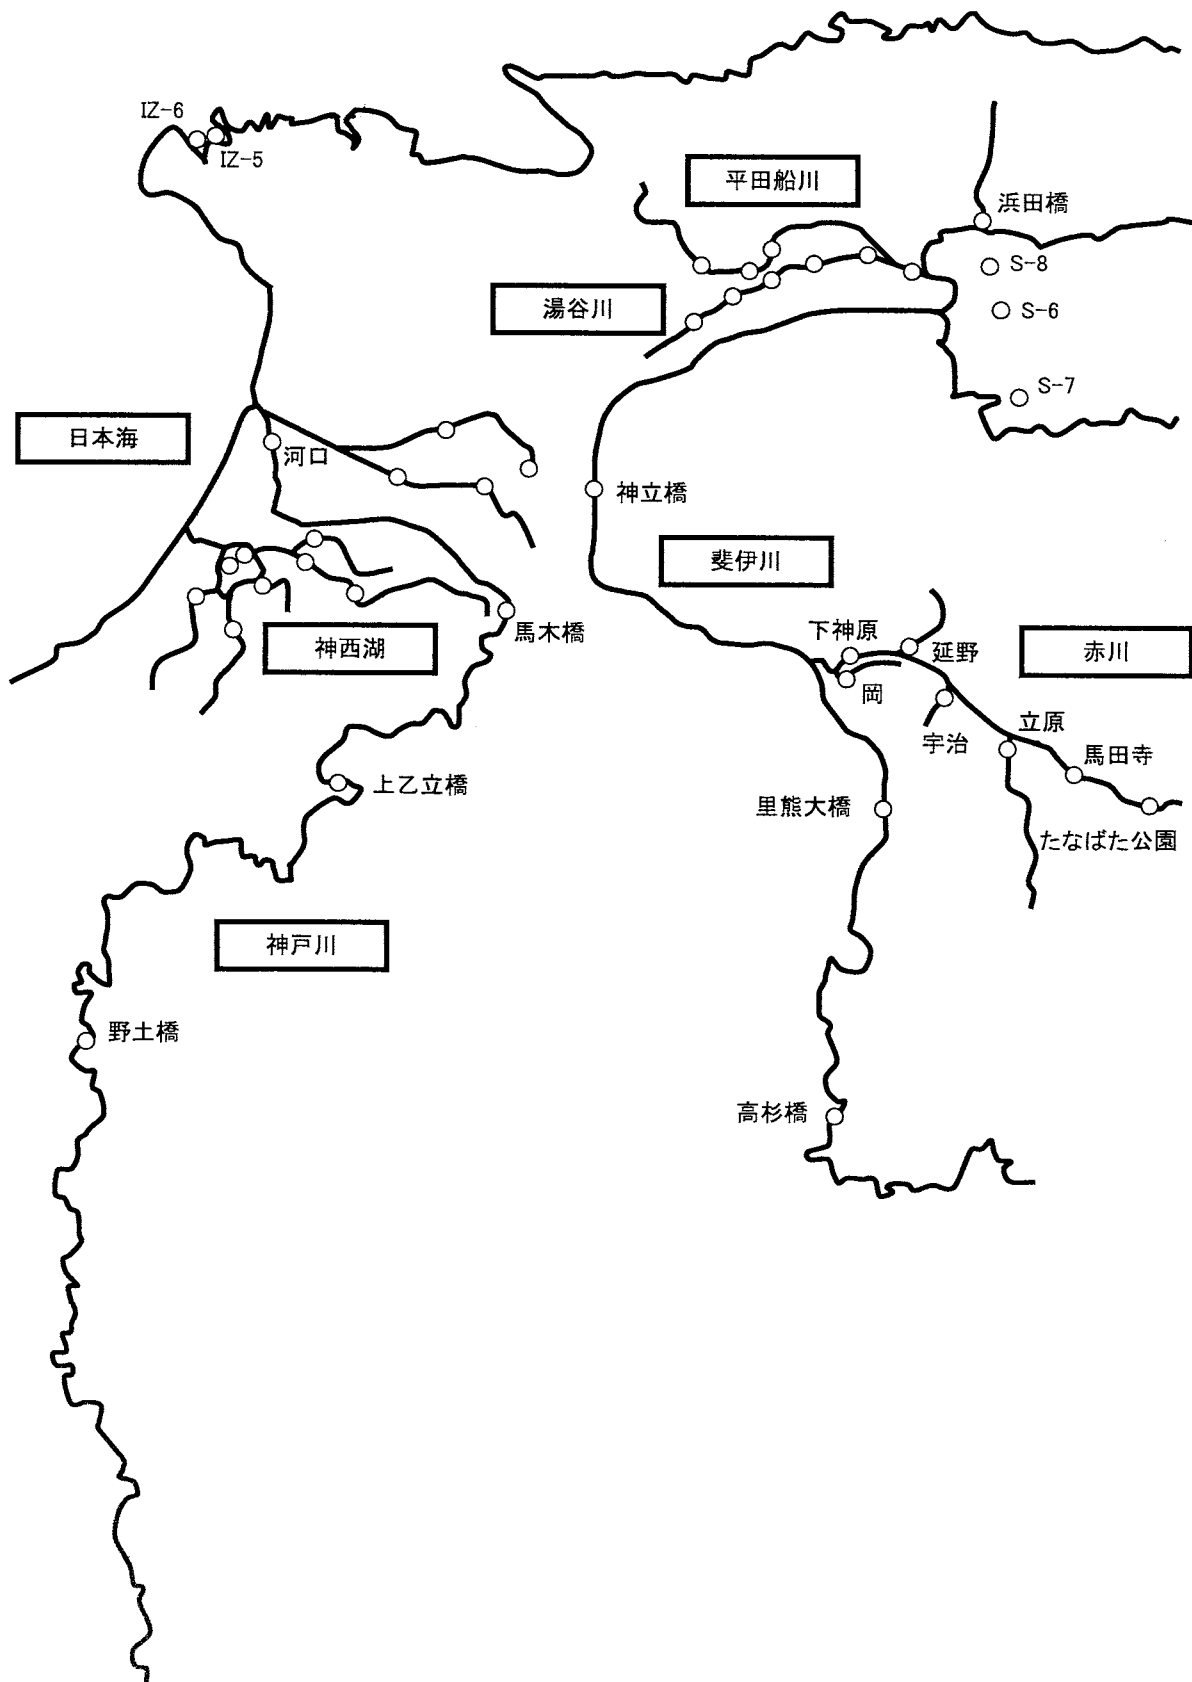 IZ-6
IZ-5
平田船川
浜田橋
S-8
湯谷川
S-6
S-7
日本海
河口
神立橋
斐伊川
馬木橋
神西湖
下神原
延野
赤川
岡
宇治
立原
馬田寺
上乙立橋
里熊大橋
たなばた公園
神戸川
野土橋
高杉橋